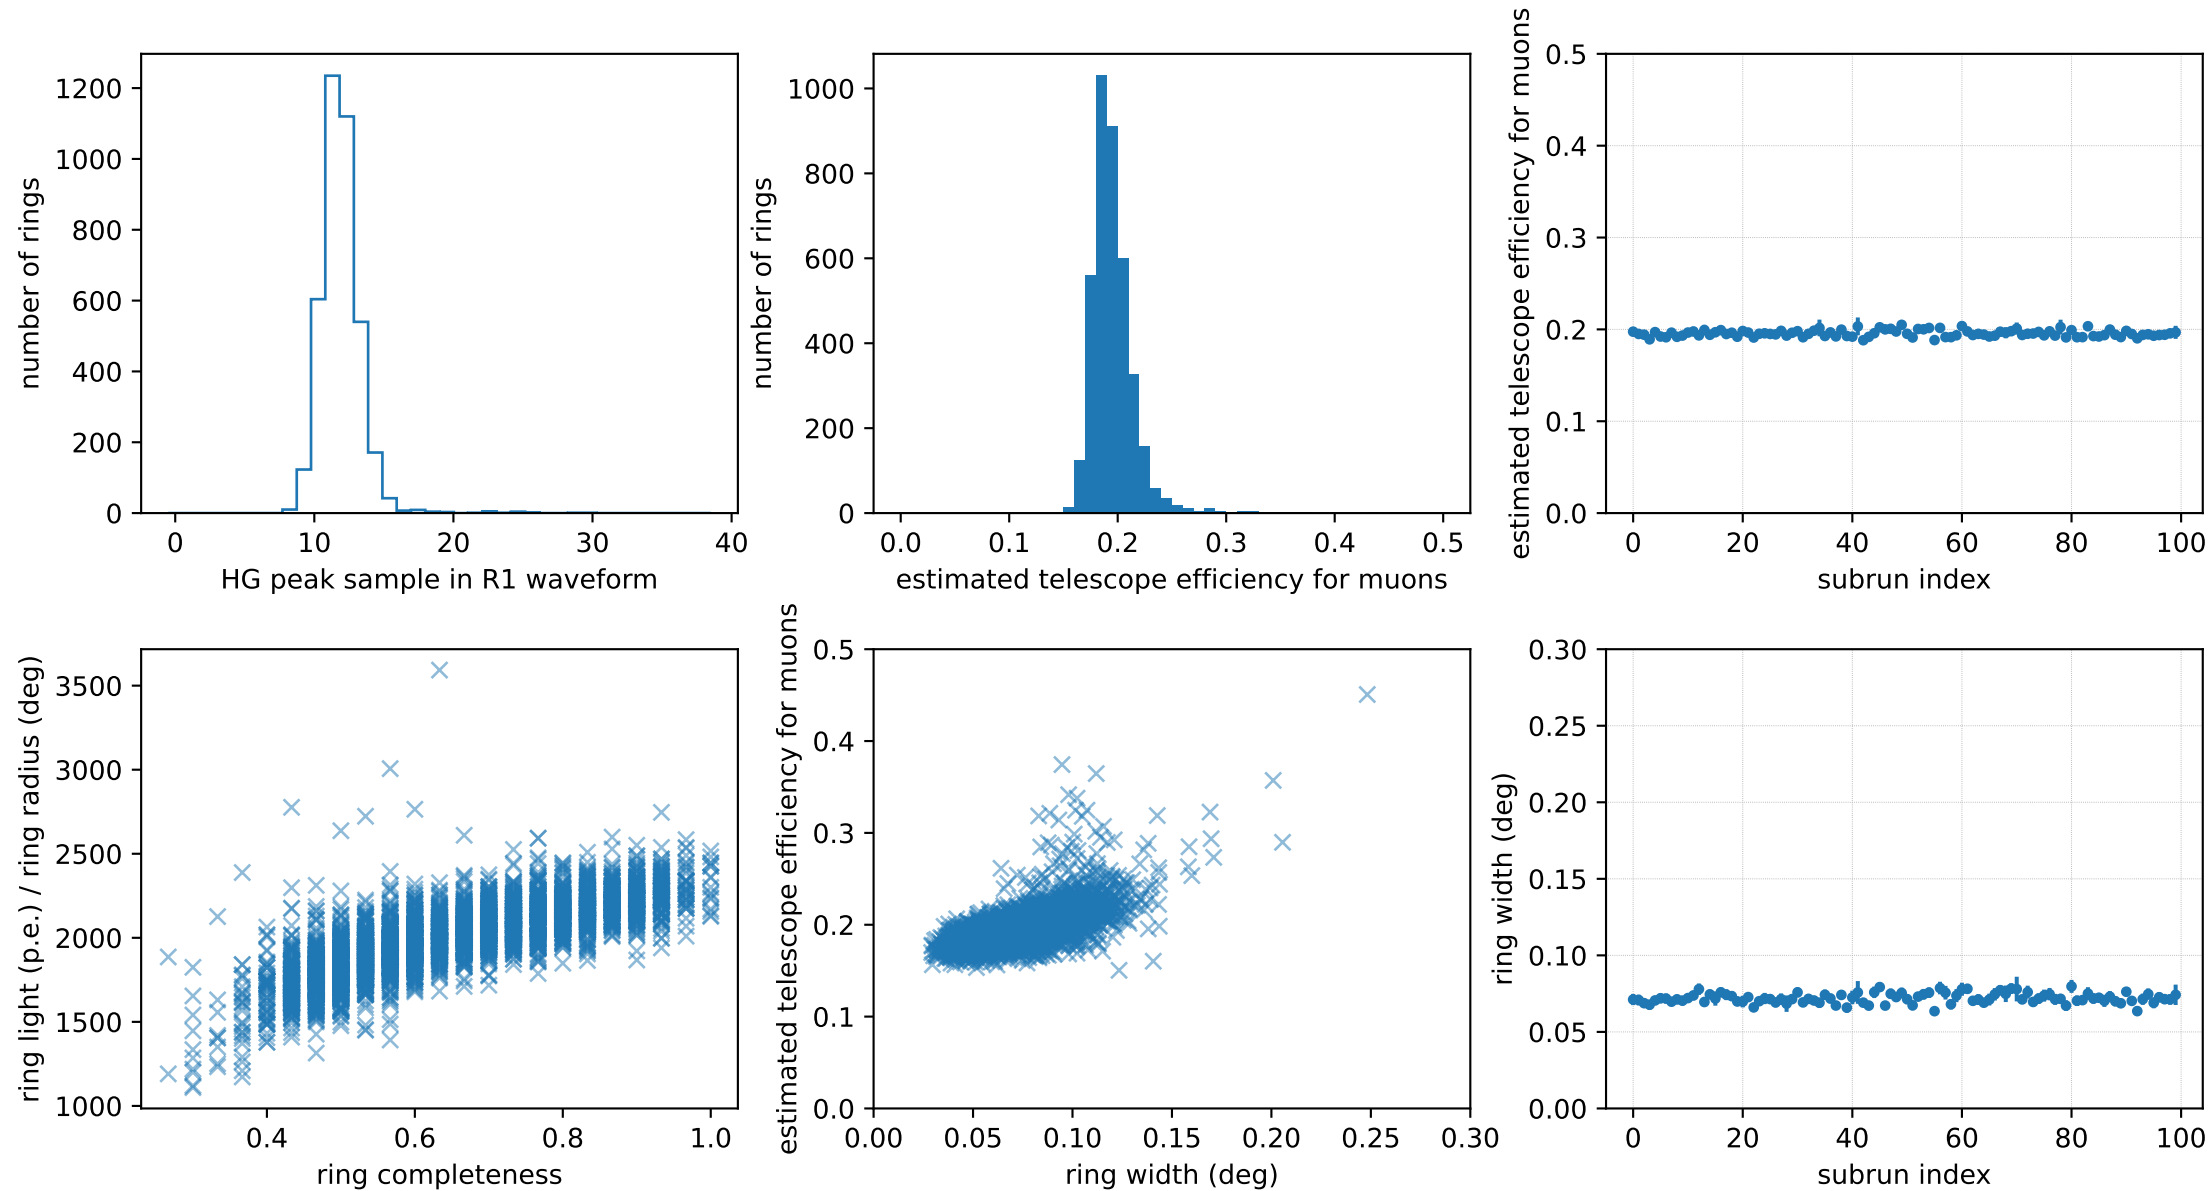 1200
1000
800
600
400
200
0
number of rings
0 10 20 30 40
HG peak sample in R1 waveform
1000
800
600
400
200
0
number of rings
0.0 0.1 0.2 0.3 0.4 0.5
estimated telescope efficiency for muons
0.5
0.4
0.3
0.2
0.1
0.0
estimated telescope efficiency for muons
0 20 40 60 80 100
subrun index
3500
3000
2500
2000
1500
1000
ring light (p.e.) / ring radius (deg)
0.4 0.6 0.8 1.0
ring completeness
0.5
0.4
0.3
0.2
0.1
0.0
estimated telescope efficiency for muons
0.00 0.05 0.10 0.15 0.20 0.25 0.30
ring width (deg)
0.30
0.25
0.20
0.15
0.10
0.05
0.00
ring width (deg)
0 20 40 60 80 100
subrun index